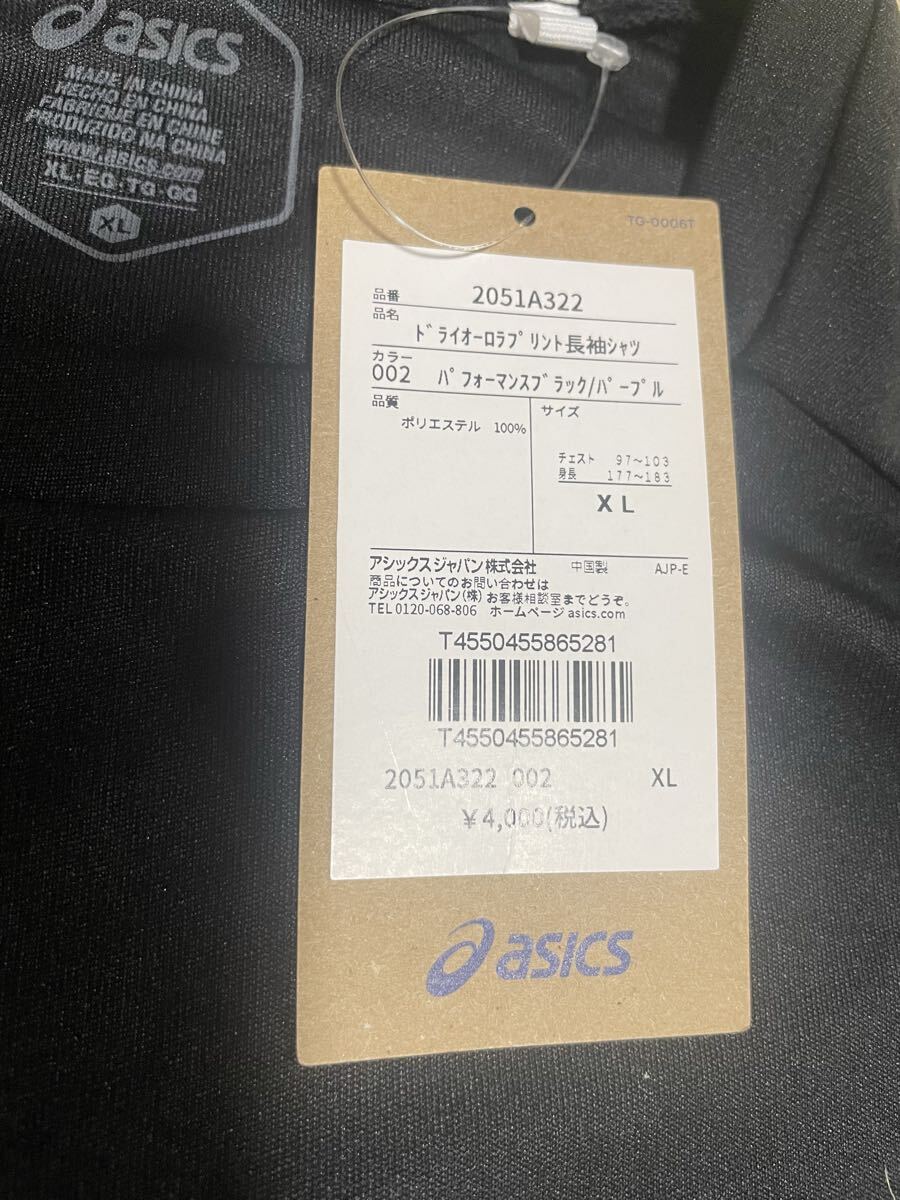 asics
MADE IN CHINA
HECHO EN CHINA
FABRIQUÉ EN CHINE
PRODUZIDO NA CHINA
www.asics.com
XL・EG・TG・GG
XL
TG-0006T
品番 2051A322
品名
ﾄﾞﾗｲｵｰﾛﾗﾌﾟﾘﾝﾄ長袖ｼｬﾂ
カラー
002 ﾊﾟﾌｫｰﾏﾝｽﾌﾞﾗｯｸ/ﾊﾟｰﾌﾟﾙ
品質
ポリエステル 100%
サイズ
チェスト 97〜103
身長 177〜183
XL
アシックスジャパン株式会社 中国製 AJP-E
商品についてのお問い合わせは
アシックスジャパン(株)お客様相談室までどうぞ。
TEL 0120-068-806 ホームページ asics.com
T4550455865281
T4550455865281
2051A322 002 XL
¥4,000(税込)
asics